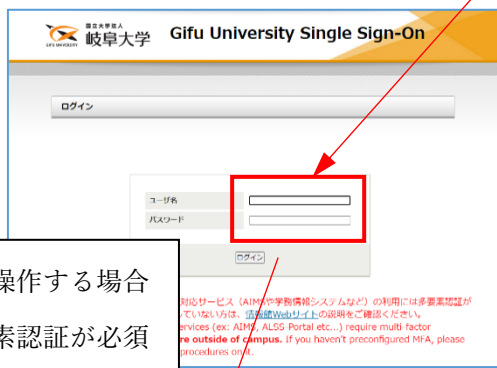 国立大学法人
岐阜大学
GIFU UNIVERSITY
Gifu University Single Sign-On
ログイン
ユーザ名
パスワード
ログイン
操作する場合
素認証が必須
対応サービス（AIMSや学務情報システムなど）の利用には多要素認証が
ていない方は、情報館Webサイトの説明をご確認ください。
ervices (ex: AIMS, ALSS-Portal etc...) require multi-factor
re outside of campus. If you haven't preconfigured MFA, please
procedures on it.